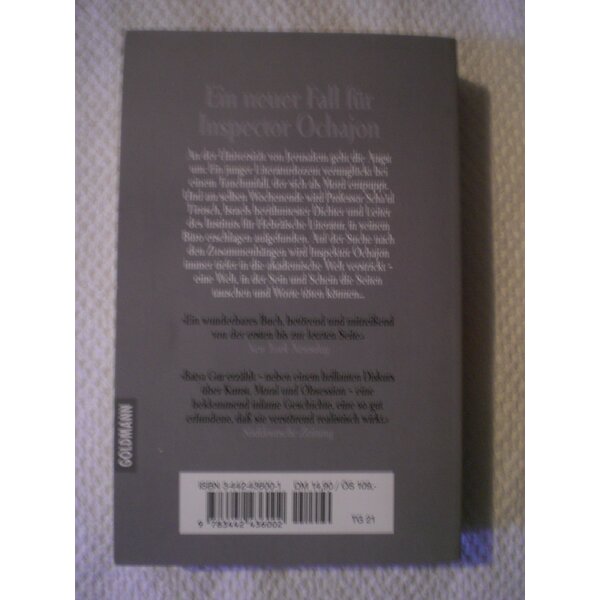 Ein neuer Fall für
Inspector Ochajon
An der Universität von Jerusalem geht die Angst
um: Ein junger Literaturdozent verunglückt bei
einem Tauchunfall, der sich als Mord entpuppt.
Und am selben Wochenende wird Professor Scha'ul
Tirosch, Israels berühmtester Dichter und Leiter
des Instituts für Hebräische Literatur, in seinem
Büro erschlagen aufgefunden. Auf der Suche nach
den Zusammenhängen wird Inspektor Ochajon
immer tiefer in die akademische Welt verstrickt –
eine Welt, in der Sein und Schein die Seiten
tauschen und Worte töten können...
»Ein wunderbares Buch, betörend und mitreißend
von der ersten bis zur letzten Seite.«
New York Newsday
»Batya Gur erzählt – neben einem brillanten Diskurs
über Kunst, Moral und Obsession – eine
beklemmend infame Geschichte, eine so gut
erfundene, daß sie verstörend realistisch wirkt.«
Süddeutsche Zeitung
GOLDMANN
ISBN 3-442-43600-1
DM 14,90 / ÖS 109,-
9 783442 436002
TG 21